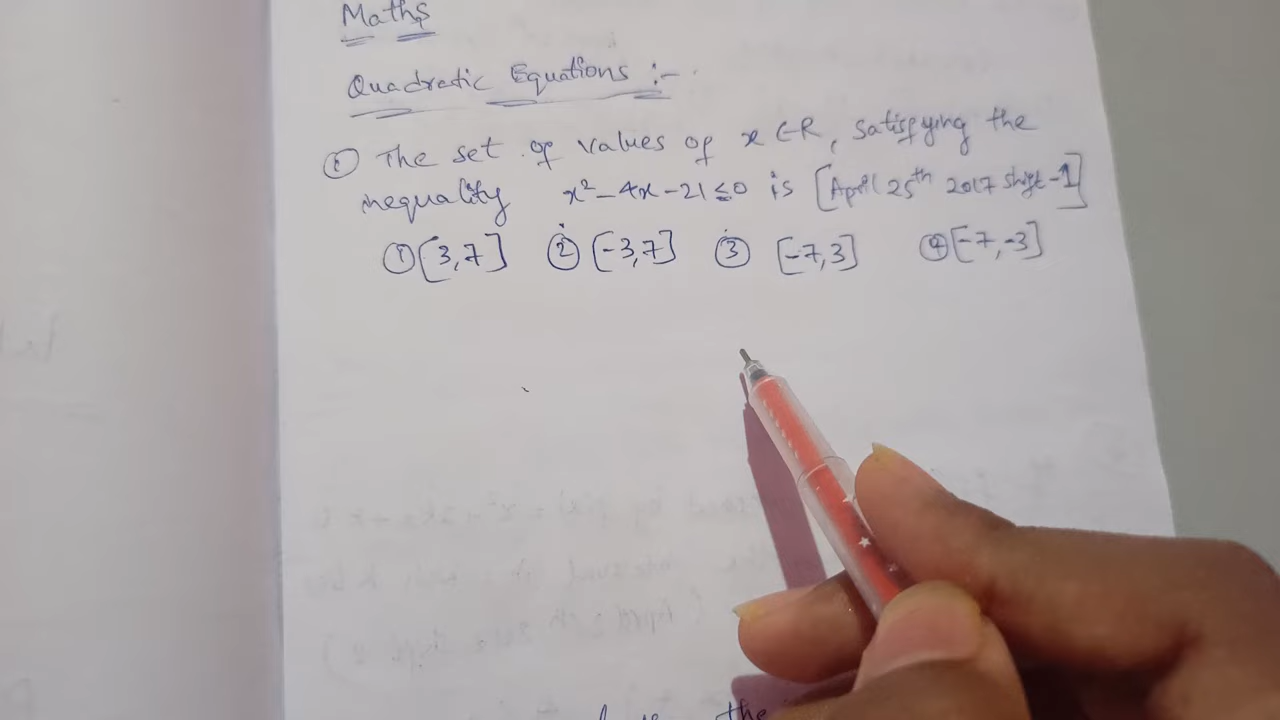 Maths
Quadratic Equations :-
① The set of values of x ∈ R, satisfying the
inequality x² - 4x - 21 ≤ 0 is [April 25th 2017 shift-1]
① [3,7] ② [-3,7] ③ [-7,3] ④ [-7,-3]
the